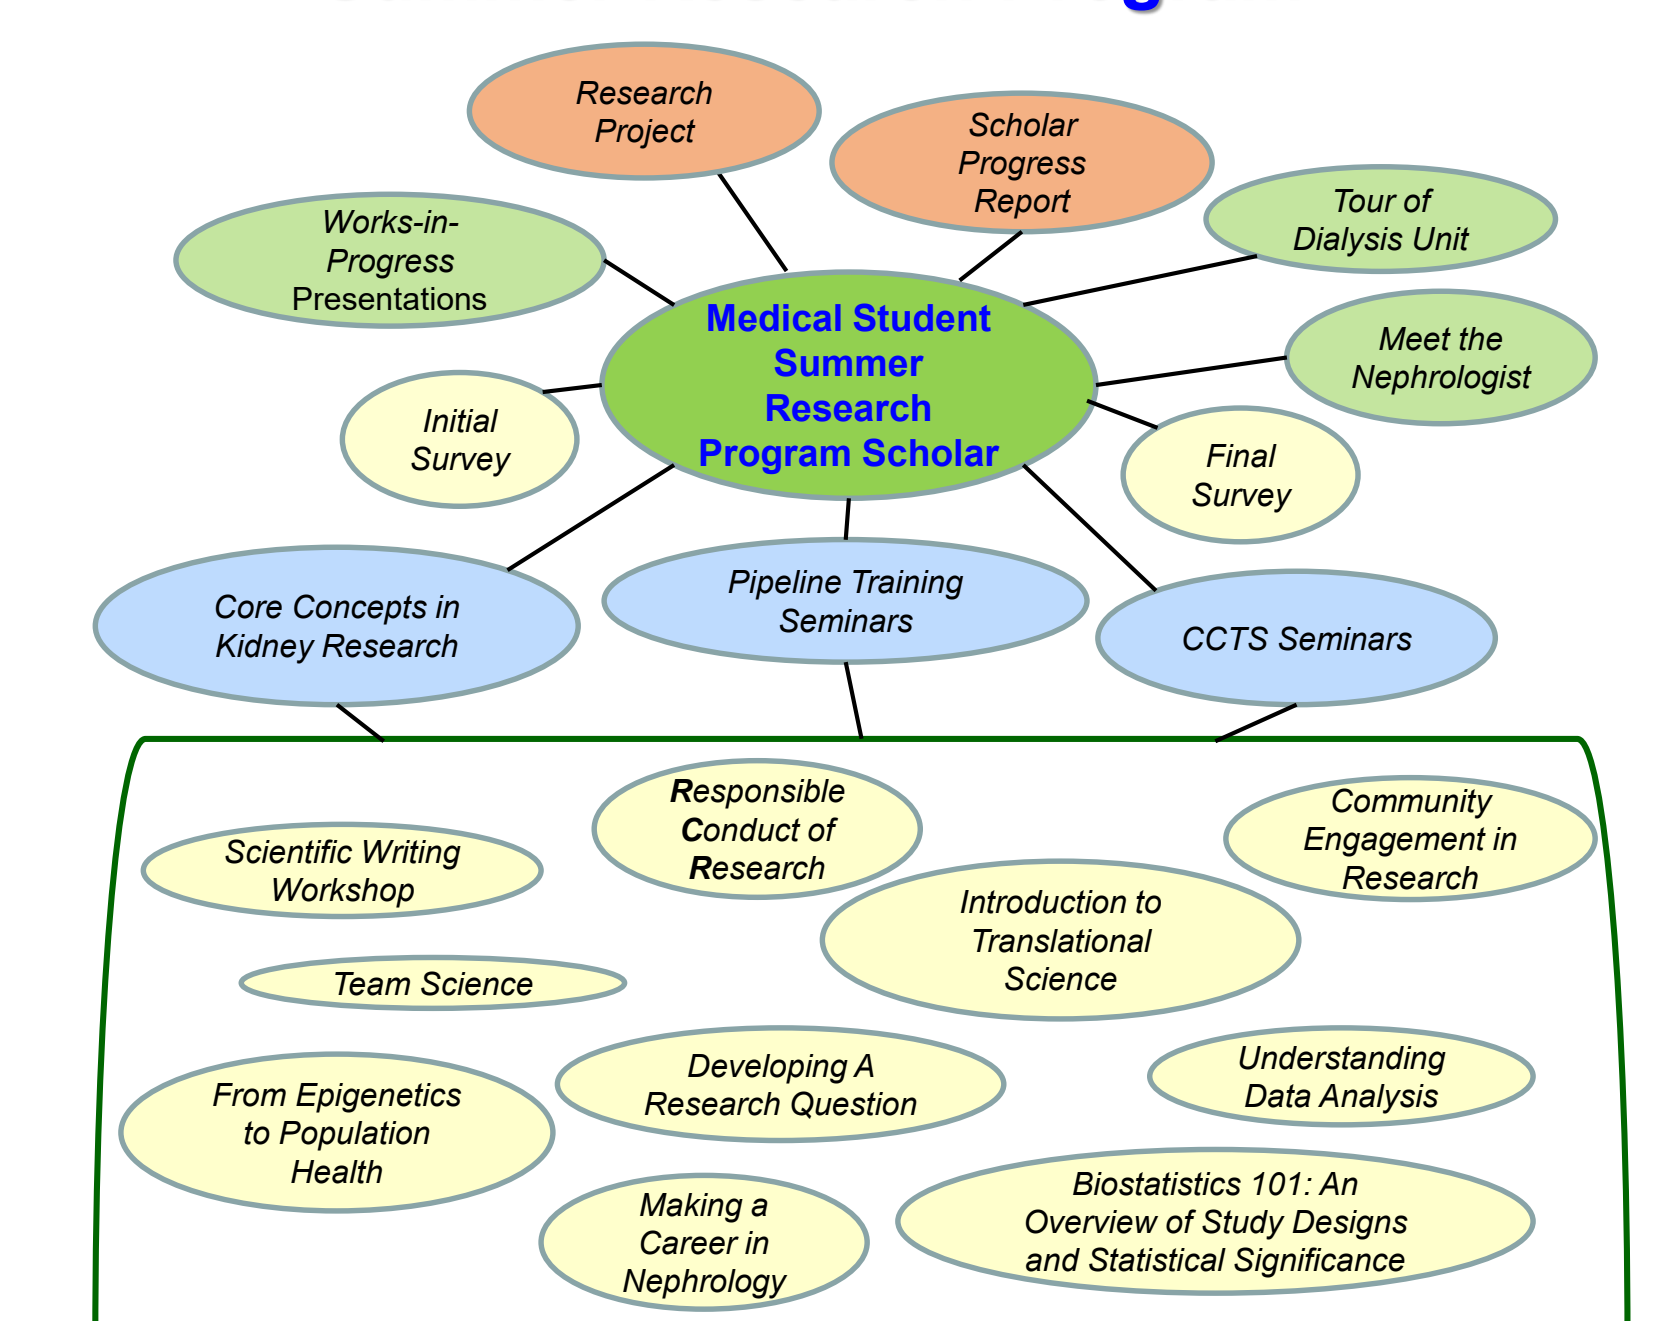 Research
Project
Scholar
Progress
Report
Tour of
Dialysis Unit
Works-in-
Progress
Presentations
Medical Student
Summer
Research
Program Scholar
Meet the
Nephrologist
Initial
Survey
Final
Survey
Core Concepts in
Kidney Research
Pipeline Training
Seminars
CCTS Seminars
Responsible
Conduct of
Research
Community
Engagement in
Research
Scientific Writing
Workshop
Introduction to
Translational
Science
Team Science
Developing A
Research Question
Understanding
Data Analysis
From Epigenetics
to Population
Health
Making a
Career in
Nephrology
Biostatistics 101: An
Overview of Study Designs
and Statistical Significance